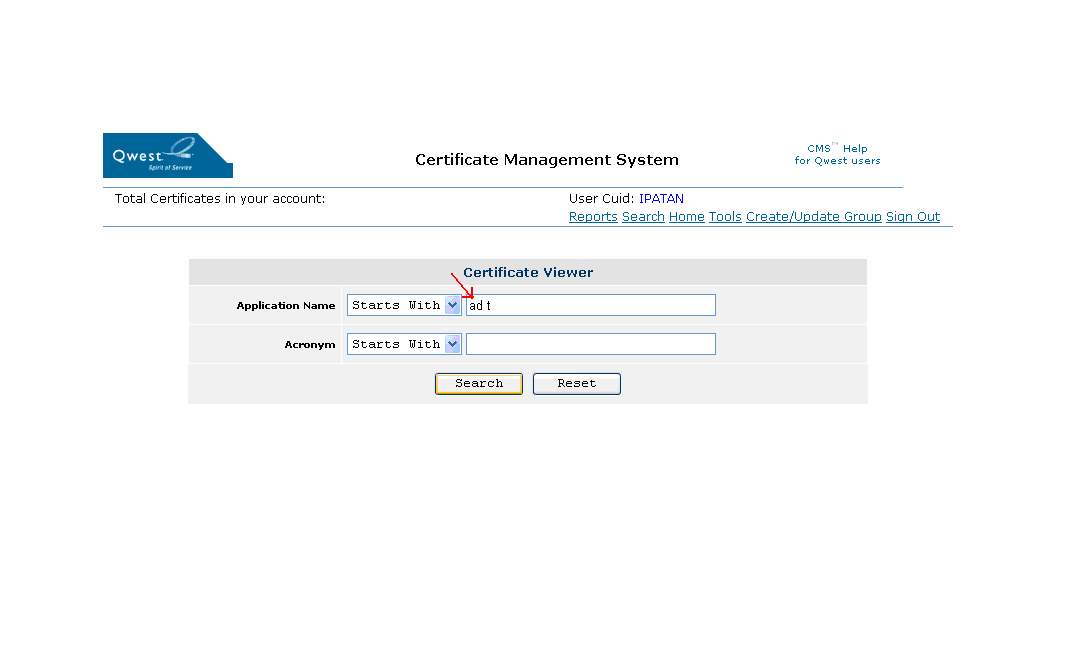 Qwest
Spirit of Service
Certificate Management System
CMS™ Help
for Qwest users
Total Certificates in your account:
User Cuid: IPATAN
Reports Search Home Tools Create/Update Group Sign Out
Certificate Viewer
Application Name Starts With ad t
Acronym Starts With
Search Reset